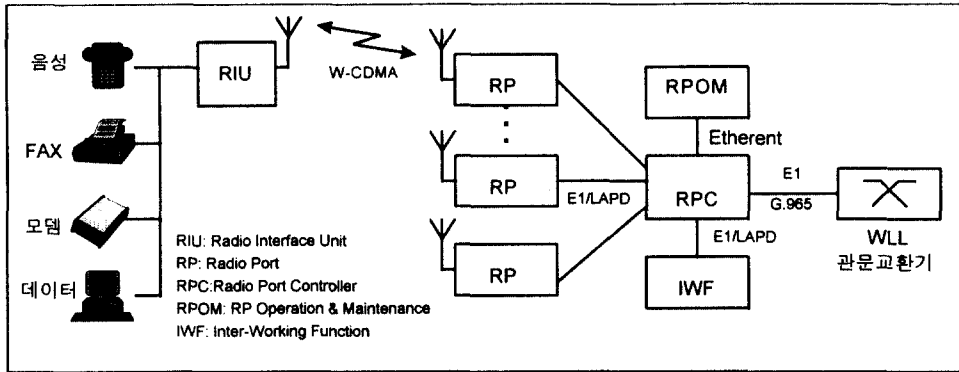 음성
FAX
모뎀
데이터
RIU
W-CDMA
RP
RP
RP
E1/LAPD
RPOM
Etherent
RPC
E1
G.965
E1/LAPD
IWF
WLL
관문교환기
RIU: Radio Interface Unit
RP: Radio Port
RPC:Radio Port Controller
RPOM: RP Operation & Maintenance
IWF: Inter-Working Function